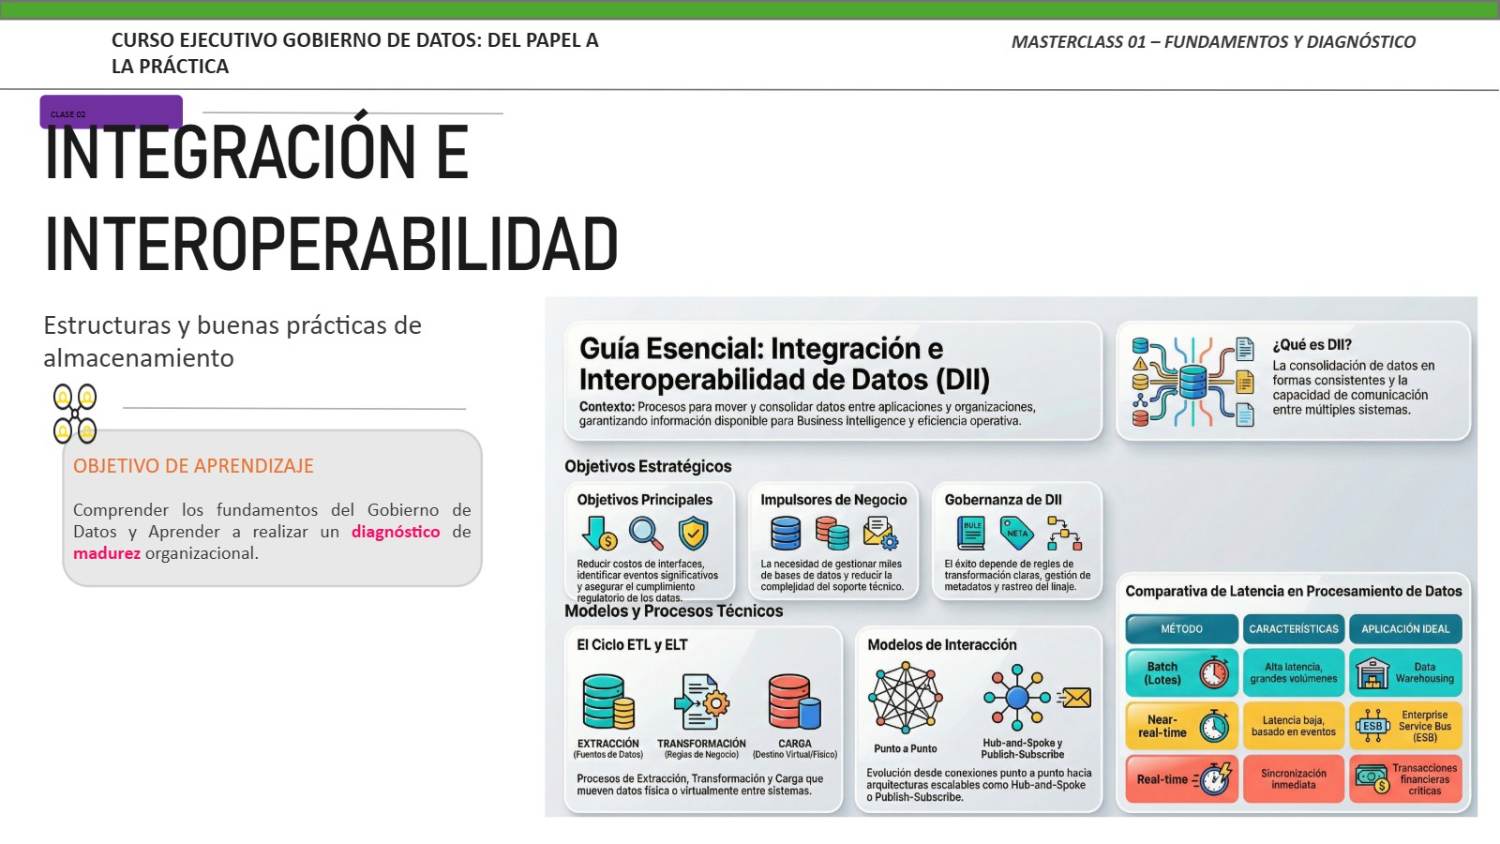 CURSO EJECUTIVO GOBIERNO DE DATOS: DEL PAPEL A
LA PRÁCTICA
MASTERCLASS 01 – FUNDAMENTOS Y DIAGNÓSTICO
CLASE 02
INTEGRACIÓN E
INTEROPERABILIDAD
Estructuras y buenas prácticas de
almacenamiento
OBJETIVO DE APRENDIZAJE
Comprender los fundamentos del Gobierno de
Datos y Aprender a realizar un diagnóstico de
madurez organizacional.
Guía Esencial: Integración e
Interoperabilidad de Datos (DII)
Contexto: Procesos para mover y consolidar datos entre aplicaciones y organizaciones,
garantizando información disponible para Business Intelligence y eficiencia operativa.
¿Qué es DII?
La consolidación de datos en
formas consistentes y la
capacidad de comunicación
entre múltiples sistemas.
Objetivos Estratégicos
Objetivos Principales
Reducir costos de interfaces,
identificar eventos significativos
y asegurar el cumplimiento
regulatorio de los datos.
Impulsores de Negocio
La necesidad de gestionar miles
de bases de datos y reducir la
complejidad del soporte técnico.
Gobernanza de DII
BULE
NETA
El éxito depende de regles de
transformación claras, gestión de
metadatos y rastreo del linaje.
Modelos y Procesos Técnicos
El Ciclo ETL y ELT
EXTRACCIÓN
(Fuentos de Datos)
TRANSFORMACIÓN
(Regias de Negocio)
CARGA
(Destino Virtual/Físico)
Procesos de Extracción, Transformación y Carga que
mueven datos física o virtualmente entre sistemas.
Modelos de Interacción
Punto a Punto
Hub-and-Spoke y
Publish-Subscribe
Evolución desde conexiones punto a punto hacia
arquitecturas escalables como Hub-and-Spoke
o Publish-Subscribe.
Comparativa de Latencia en Procesamiento de Datos
MÉTODO
CARACTERÍSTICAS
APLICACIÓN IDEAL
Batch
(Lotes)
Alta latencia,
grandes volúmenes
Data
Warehousing
Near-
real-time
Latencia baja,
basado en eventos
ESB
Enterprise
Service Bus
(ESB)
Real-time
Sincronización
inmediata
Transacciones
financieras
críticas